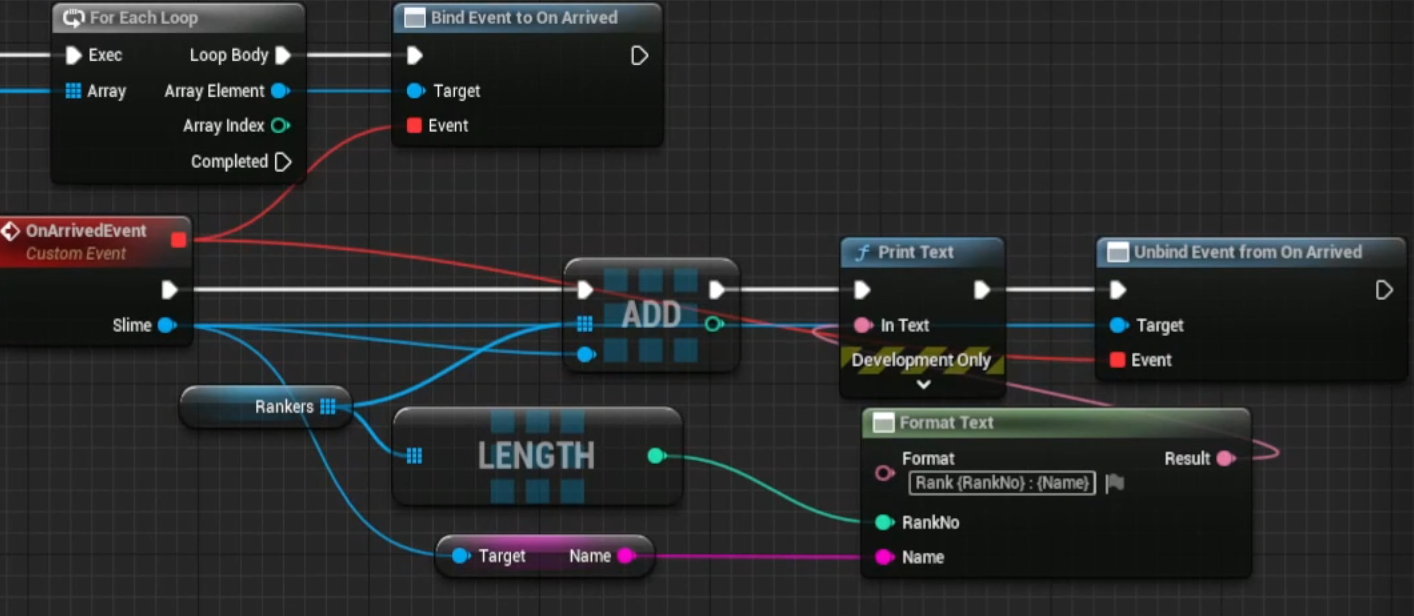 For Each Loop
Exec
Loop Body
Array
Array Element
Array Index
Completed
Bind Event to On Arrived
Target
Event
OnArrivedEvent
Custom Event
Slime
Rankers
ADD
LENGTH
Target
Name
Print Text
In Text
Development Only
Unbind Event from On Arrived
Target
Event
Format Text
Format
Rank {RankNo} : {Name}
Result
RankNo
Name